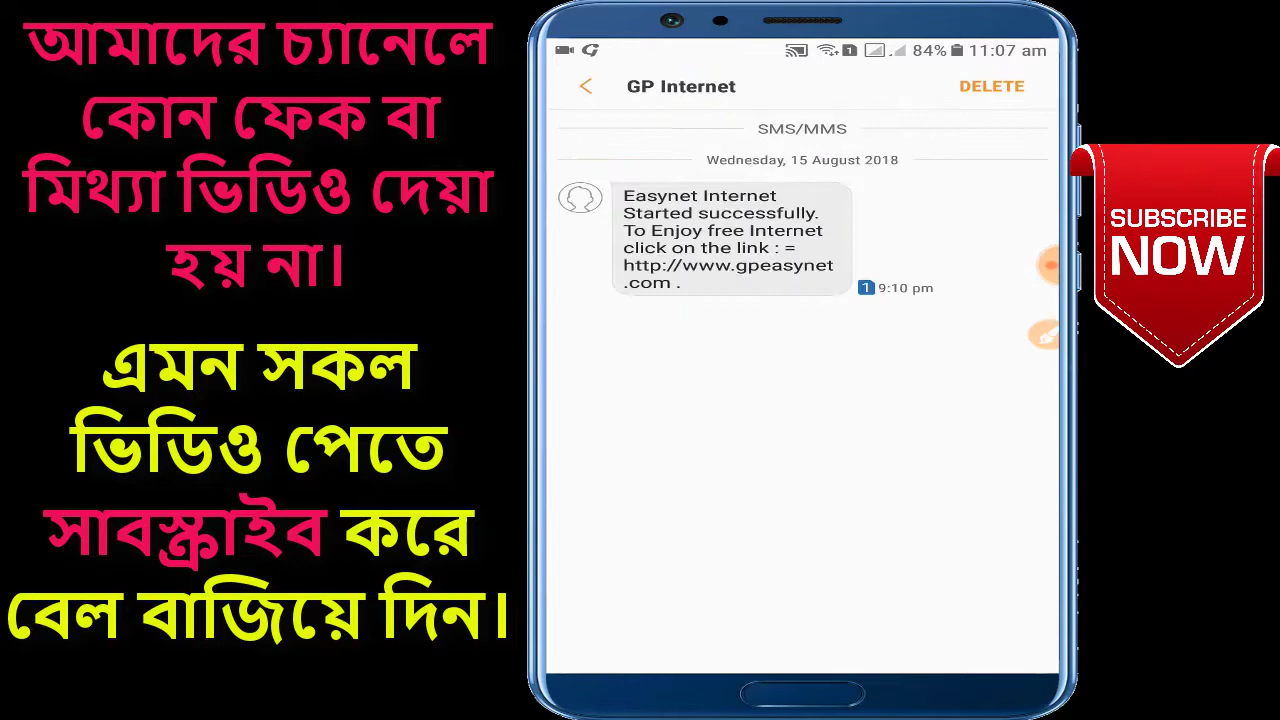 আমাদের চ্যানেলে
কোন ফেক বা
মিথ্যা ভিডিও দেয়া
হয় না।
এমন সকল
ভিডিও পেতে
সাবস্ক্রাইব করে
বেল বাজিয়ে দিন।
84% 11:07 am
GP Internet DELETE
SMS/MMS
Wednesday, 15 August 2018
Easynet Internet
Started successfully.
To Enjoy free Internet
click on the link : =
http://www.gpeasynet
.com .
1 9:10 pm
SUBSCRIBE
NOW